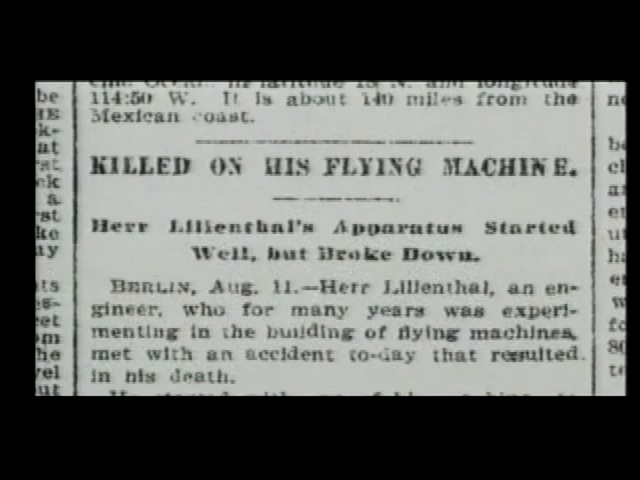 114:50 W. It is about 140 miles from the
Mexican coast.
KILLED ON HIS FLYING MACHINE.
Herr Lilienthal's Apparatus Started
Well, but Broke Down.
BERLIN, Aug. 11.—Herr Lilienthal, an en-
gineer, who for many years was experi-
menting in the building of flying machines,
met with an accident to-day that resulted
in his death.